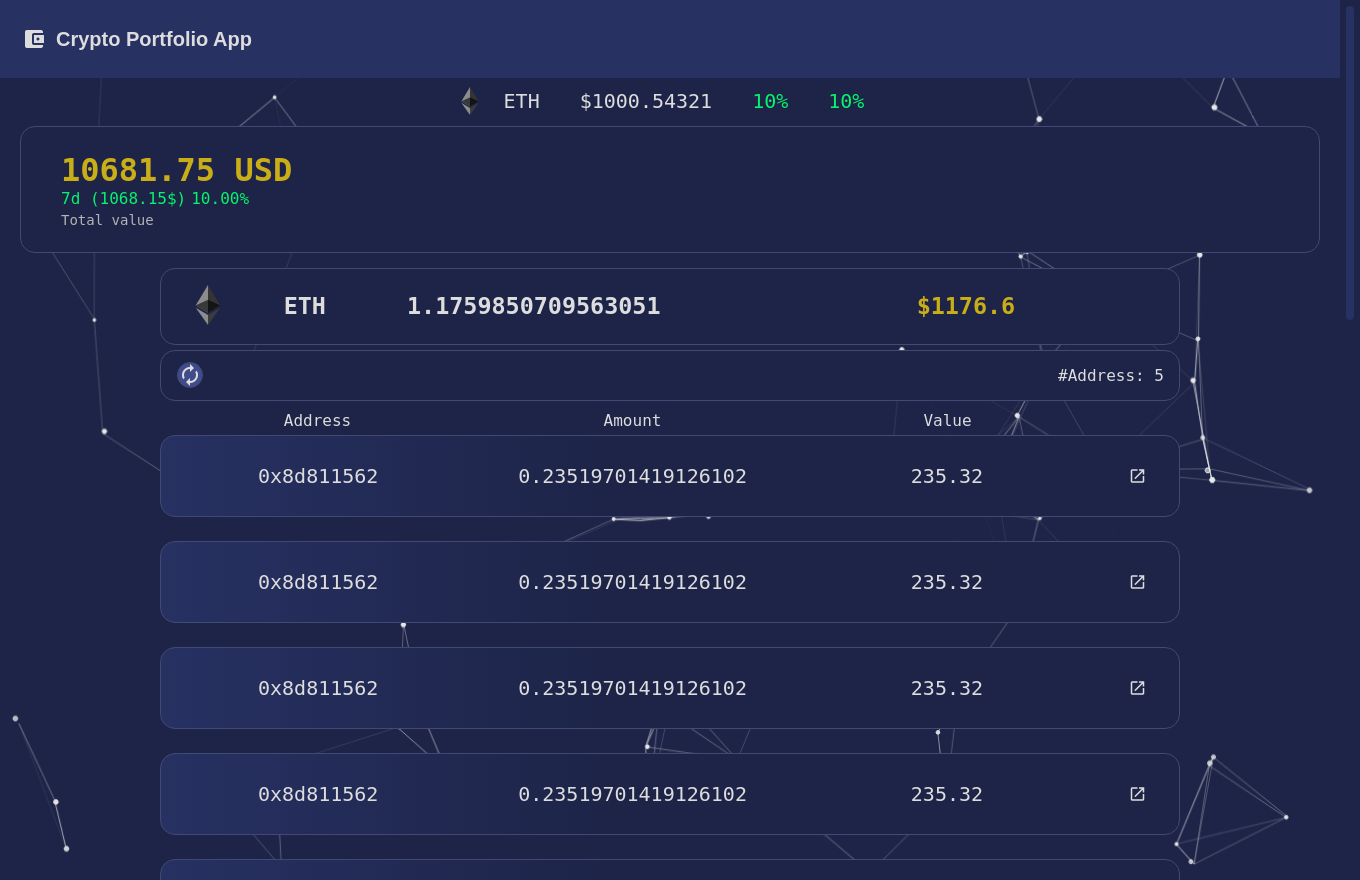 Crypto Portfolio App
ETH $1000.54321 10% 10%
10681.75 USD
7d (1068.15$) 10.00%
Total value
ETH 1.1759850709563051 $1176.6
#Address: 5
Address Amount Value
0x8d811562 0.23519701419126102 235.32
0x8d811562 0.23519701419126102 235.32
0x8d811562 0.23519701419126102 235.32
0x8d811562 0.23519701419126102 235.32